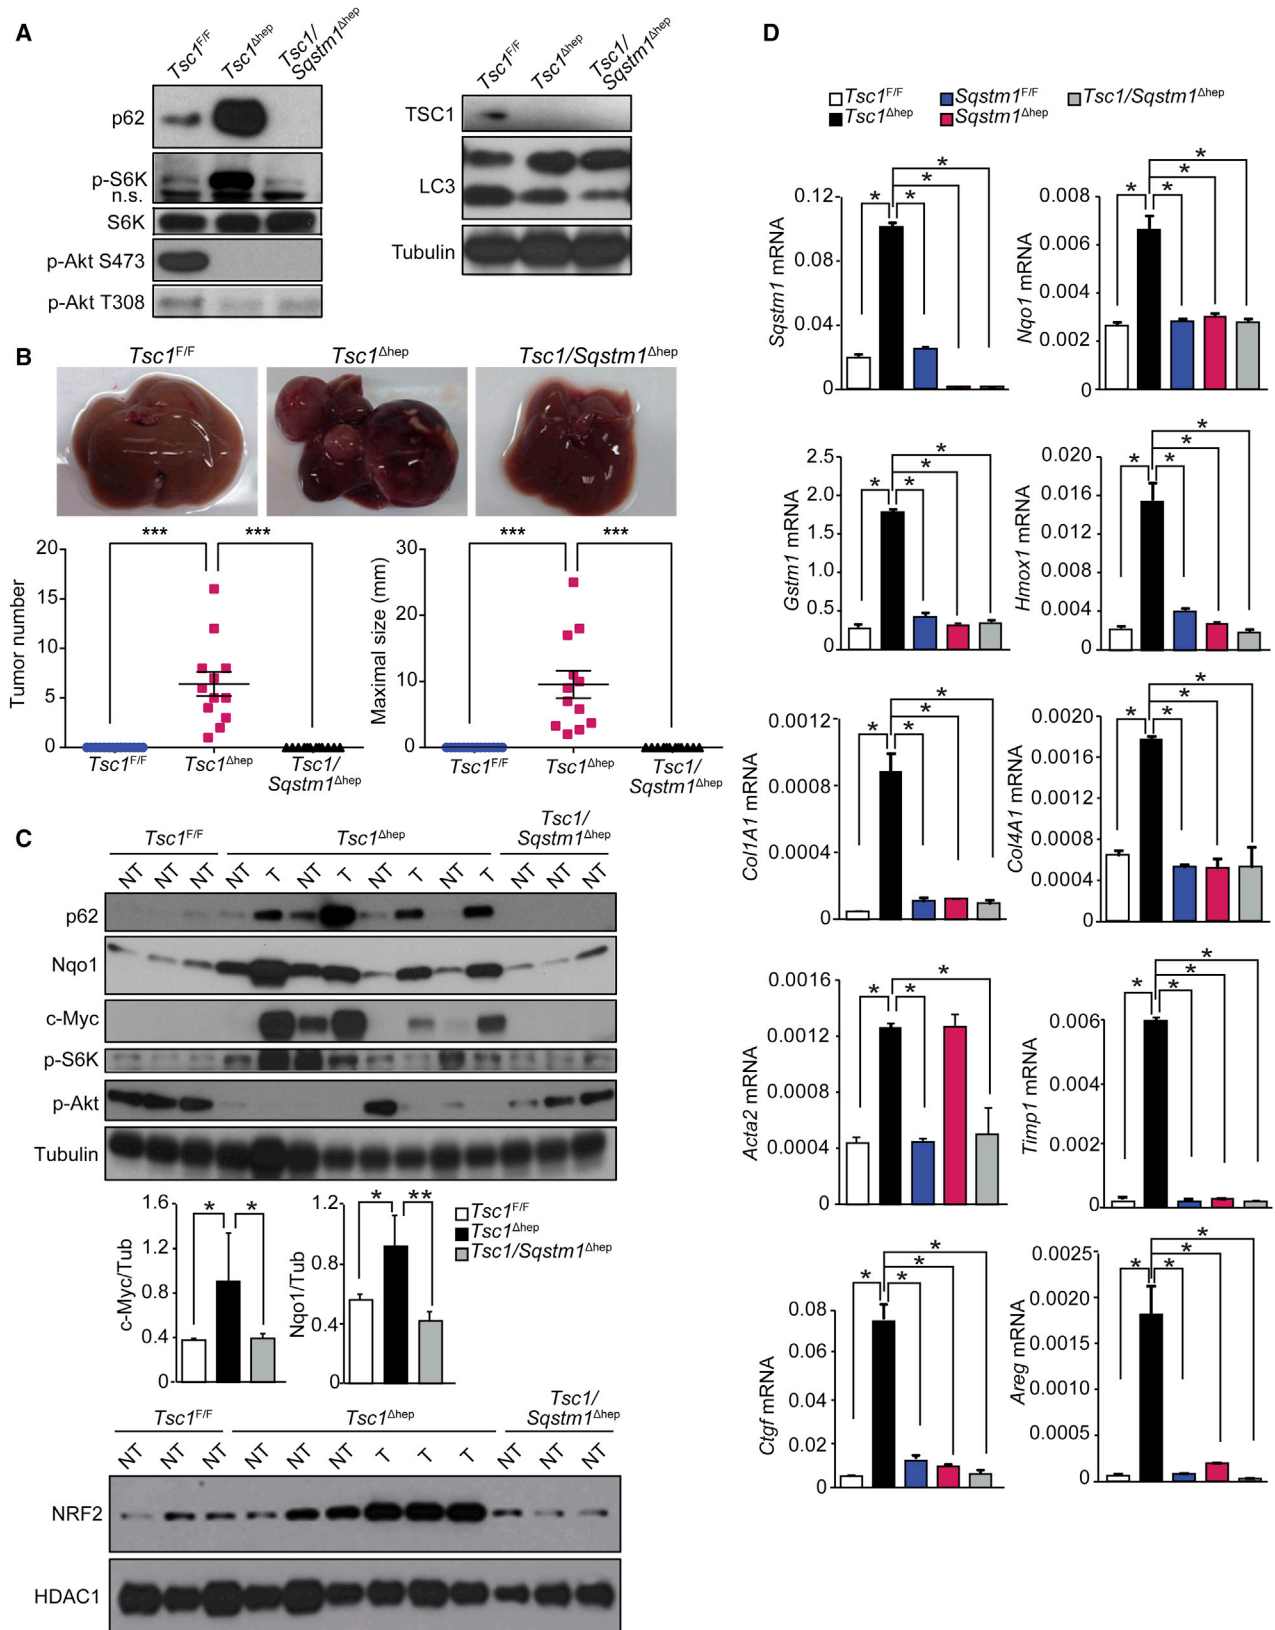 A
Tsc1F/F
Tsc1Δhep
Tsc1/
Sqstm1Δhep
p62
p-S6K
n.s.
S6K
p-Akt S473
p-Akt T308
Tsc1F/F
Tsc1Δhep
Tsc1/
Sqstm1Δhep
TSC1
LC3
Tubulin
B
Tsc1F/F Tsc1Δhep Tsc1/Sqstm1Δhep
*** ***
Tumor number
20
15
10
5
0
Tsc1F/F Tsc1Δhep Tsc1/
Sqstm1Δhep
*** ***
Maximal size (mm)
30
20
10
0
Tsc1F/F Tsc1Δhep Tsc1/
Sqstm1Δhep
C
Tsc1F/F Tsc1Δhep Tsc1/
Sqstm1Δhep
NT NT NT NT T NT T NT T NT T NT NT NT
p62
Nqo1
c-Myc
p-S6K
p-Akt
Tubulin
c-Myc/Tub
1.6
1.2
0.8
0.4
0
* *
Nqo1/Tub
1.2
0.8
0.4
0
* **
Tsc1F/F
Tsc1Δhep
Tsc1/Sqstm1Δhep
Tsc1F/F Tsc1Δhep Tsc1/
Sqstm1Δhep
NT NT NT NT NT NT T T T NT NT NT
NRF2
HDAC1
D
Tsc1F/F Sqstm1F/F Tsc1/Sqstm1Δhep
Tsc1Δhep Sqstm1Δhep
Sqstm1 mRNA
0.12
0.08
0.04
0
* * * *
Nqo1 mRNA
0.008
0.006
0.004
0.002
0
* * * *
Gstm1 mRNA
2.5
2.0
1.5
1.0
0.5
0
* * * *
Hmox1 mRNA
0.020
0.016
0.012
0.008
0.004
0
* * * *
Col1A1 mRNA
0.0012
0.0008
0.0004
0
* * * *
Col4A1 mRNA
0.0020
0.0016
0.0012
0.0008
0.0004
0
* * * *
Acta2 mRNA
0.0016
0.0012
0.0008
0.0004
0
* * *
Timp1 mRNA
0.006
0.004
0.002
0
* * * *
Ctgf mRNA
0.08
0.06
0.04
0.02
0
* * * *
Areg mRNA
0.0025
0.0020
0.0015
0.0010
0.0005
0
* * * *